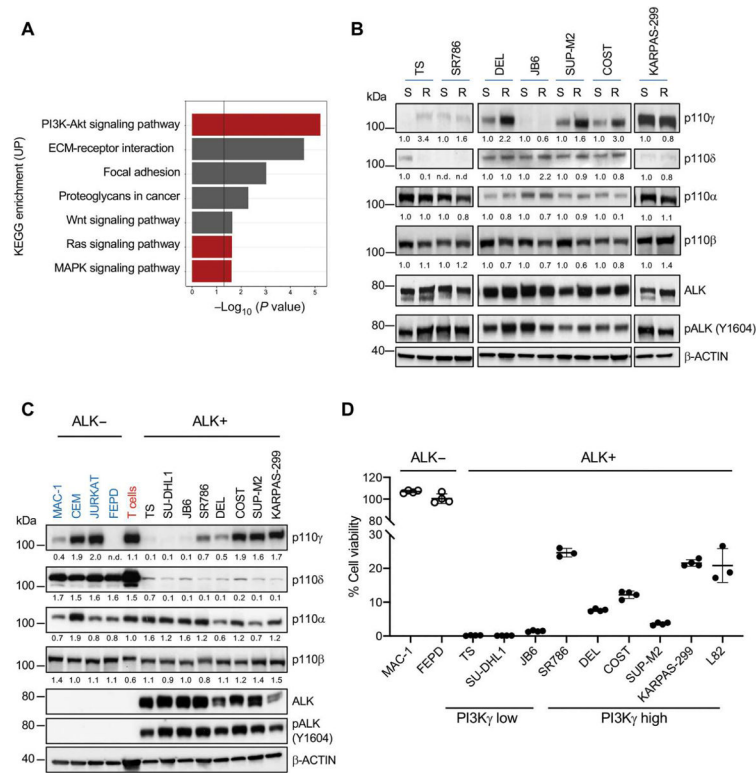 A
KEGG enrichment (UP)
PI3K-Akt signaling pathway
ECM-receptor interaction
Focal adhesion
Proteoglycans in cancer
Wnt signaling pathway
Ras signaling pathway
MAPK signaling pathway
0 1 2 3 4 5
–Log10 (P value)
B
TS SR786 DEL JB6 SUP-M2 COST KARPAS-299
kDa S R S R S R S R S R S R S R
100 p110γ
1.0 3.4 1.0 1.6 1.0 2.2 1.0 0.6 1.0 1.6 1.0 3.0 1.0 0.8
100 p110δ
1.0 0.1 n.d. n.d 1.0 1.0 1.0 2.2 1.0 0.9 1.0 1.0 1.0 0.8
100 p110α
1.0 1.0 1.0 0.8 1.0 0.8 1.0 0.7 1.0 0.9 1.0 0.1 1.0 1.1
100 p110β
1.0 1.1 1.0 1.2 1.0 0.7 1.0 0.7 1.0 0.6 1.0 0.8 1.0 1.4
80 ALK
80 pALK (Y1604)
40 β-ACTIN
C
ALK– ALK+
MAC-1 CEM JURKAT FEPD T cells TS SU-DHL1 JB6 SR786 DEL COST SUP-M2 KARPAS-299
kDa
100 p110γ
0.4 1.9 2.0 n.d. 1.1 0.1 0.1 0.1 0.7 0.5 1.9 1.6 1.7
100 p110δ
1.7 1.5 1.6 1.6 1.5 0.7 0.1 0.1 0.1 0.1 0.2 0.1 0.1
100 p110α
0.7 1.9 0.8 0.8 1.0 1.6 1.2 1.2 1.2 0.6 1.2 0.7 1.2
100 p110β
1.4 1.0 1.1 1.1 0.6 1.1 0.9 1.0 0.8 1.1 1.2 1.4 1.5
80 ALK
80 pALK
(Y1604)
40 β-ACTIN
D
ALK– ALK+
% Cell viability
120
100
80
30
20
10
0
MAC-1 FEPD TS SU-DHL1 JB6 SR786 DEL COST SUP-M2 KARPAS-299 L82
PI3Kγ low PI3Kγ high